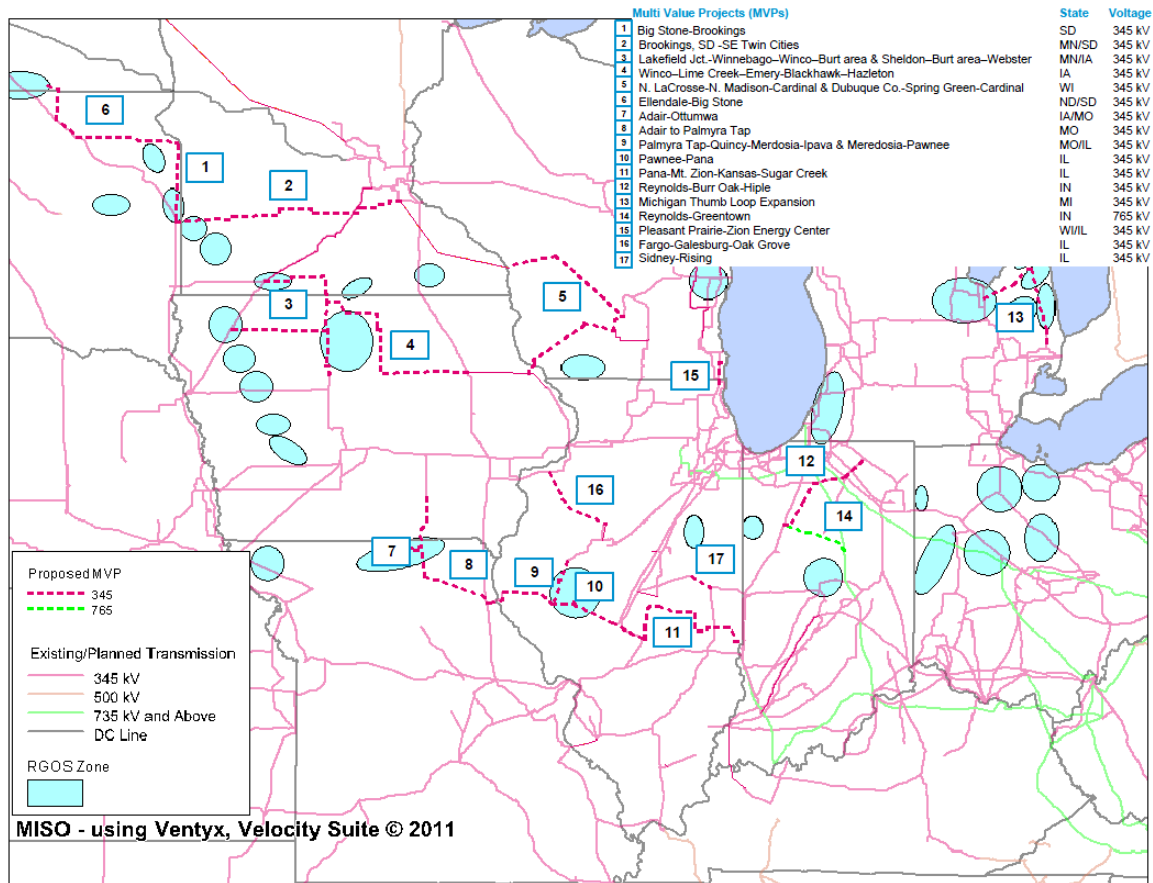 Multi Value Projects (MVPs) State Voltage
1 Big Stone-Brookings SD 345 kV
2 Brookings, SD -SE Twin Cities MN/SD 345 kV
3 Lakefield Jct.-Winnebago–Winco–Burt area & Sheldon–Burt area–Webster MN/IA 345 kV
4 Winco–Lime Creek–Emery–Blackhawk–Hazleton IA 345 kV
5 N. LaCrosse-N. Madison-Cardinal & Dubuque Co.-Spring Green-Cardinal WI 345 kV
6 Ellendale-Big Stone ND/SD 345 kV
7 Adair-Ottumwa IA/MO 345 kV
8 Adair to Palmyra Tap MO 345 kV
9 Palmyra Tap-Quincy-Merdosia-Ipava & Meredosia-Pawnee MO/IL 345 kV
10 Pawnee-Pana IL 345 kV
11 Pana-Mt. Zion-Kansas-Sugar Creek IL 345 kV
12 Reynolds-Burr Oak-Hiple IN 345 kV
13 Michigan Thumb Loop Expansion MI 345 kV
14 Reynolds-Greentown IN 765 kV
15 Pleasant Prairie-Zion Energy Center WI/IL 345 kV
16 Fargo-Galesburg-Oak Grove IL 345 kV
17 Sidney-Rising IL 345 kV
6
1
2
3
5
13
4
15
12
16
14
7
8
9
10
17
11
Proposed MVP
345
765
Existing/Planned Transmission
345 kV
500 kV
735 kV and Above
DC Line
RGOS Zone
MISO - using Ventyx, Velocity Suite © 2011